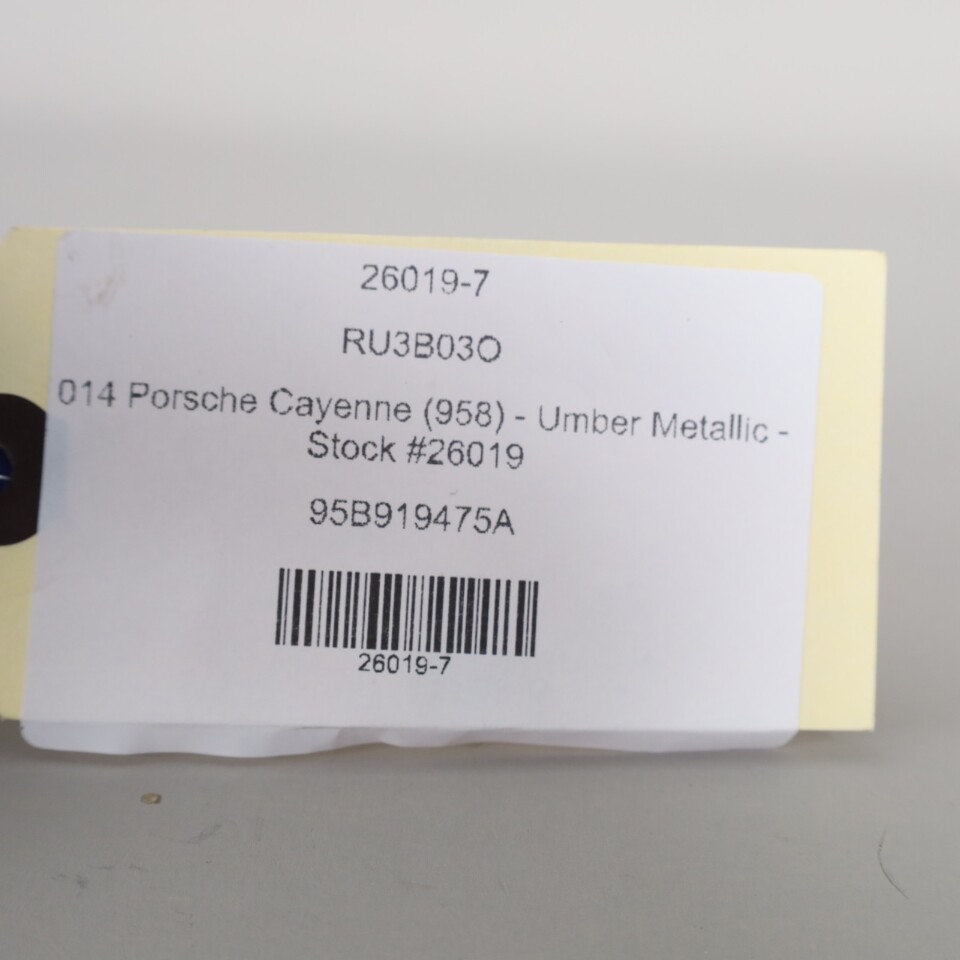 26019-7
RU3B03O
014 Porsche Cayenne (958) - Umber Metallic -
Stock #26019
95B919475A
26019-7